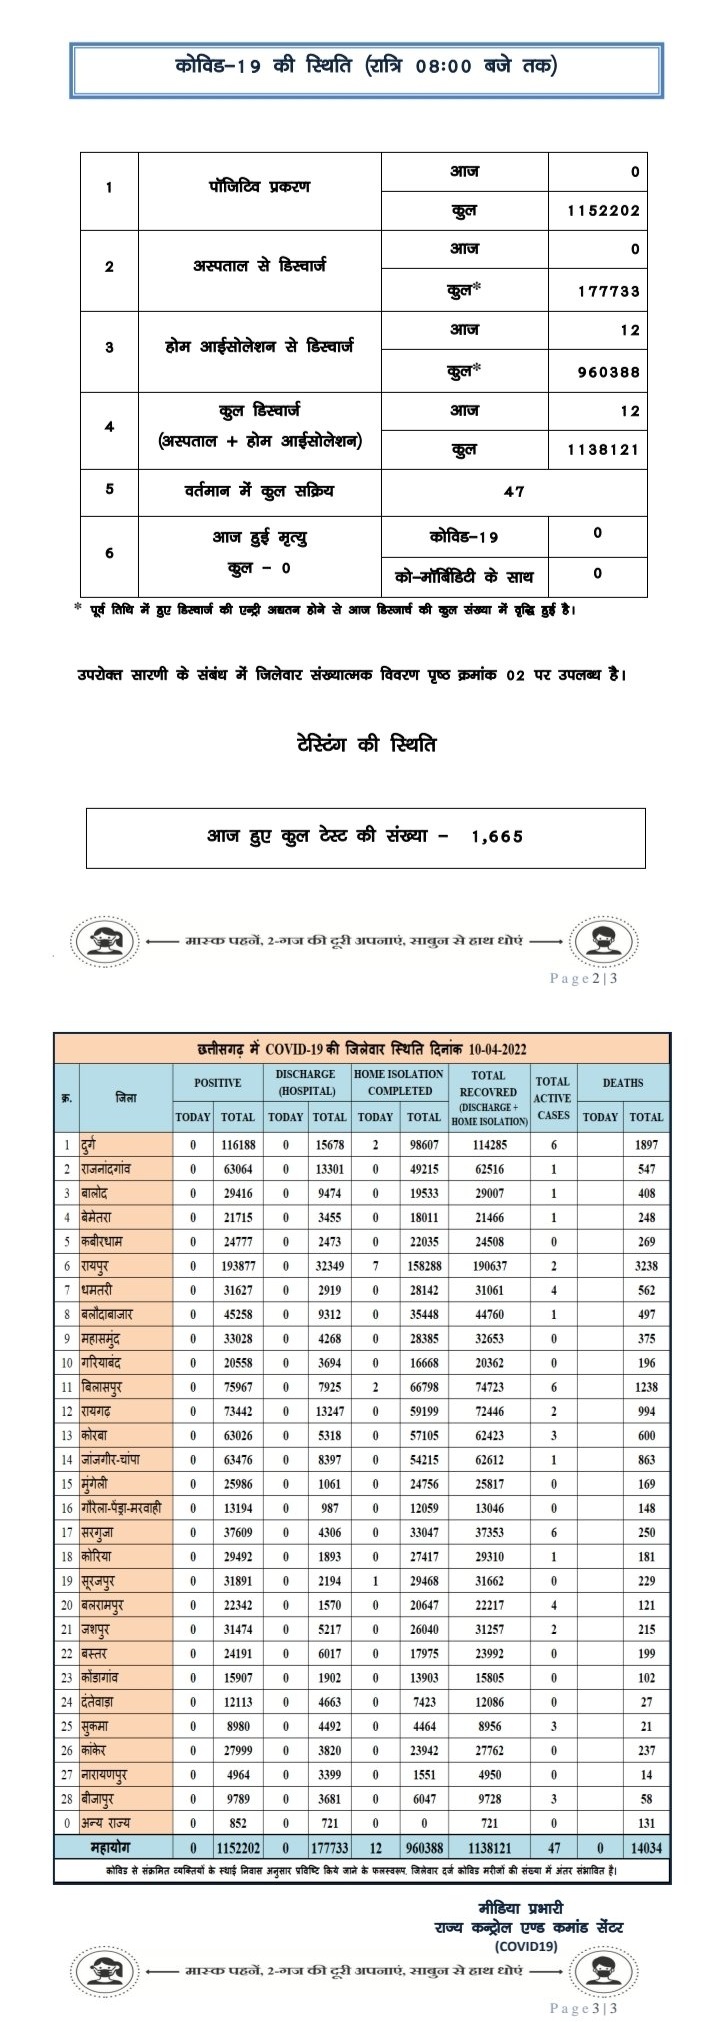 कोविड–19 की स्थिति (रात्रि 08:00 बजे तक)
1 पॉजिटिव प्रकरण आज 0
कुल 1152202
2 अस्पताल से डिस्चार्ज आज 0
कुल* 177733
3 होम आईसोलेशन से डिस्चार्ज आज 12
कुल* 960388
4 कुल डिस्चार्ज (अस्पताल + होम आईसोलेशन) आज 12
कुल 1138121
5 वर्तमान में कुल सक्रिय 47
6 आज हुई मृत्यु कुल – 0 कोविड–19 0
को–मॉर्बिडिटी के साथ 0
* पूर्व तिथि में हुए डिस्चार्ज की एन्ट्री अद्यतन होने से आज डिस्जार्च की कुल संख्या में वृद्धि हुई है।
उपरोक्त सारणी के संबंध में जिलेवार संख्यात्मक विवरण पृष्ठ क्रमांक 02 पर उपलब्ध है।
टेस्टिंग की स्थिति
आज हुए कुल टेस्ट की संख्या – 1,665
मास्क पहनें, 2-गज की दूरी अपनाएं, साबुन से हाथ धोएं
Page2|3
छत्तीसगढ़ में COVID-19 की जिलेवार स्थिति दिनांक 10-04-2022
क्र. जिला POSITIVE DISCHARGE (HOSPITAL) HOME ISOLATION COMPLETED TOTAL RECOVRED (DISCHARGE + HOME ISOLATION) TOTAL ACTIVE CASES DEATHS
TODAY TOTAL TODAY TOTAL TODAY TOTAL TODAY TOTAL
1 दुर्ग 0 116188 0 15678 2 98607 114285 6 1897
2 राजनांदगांव 0 63064 0 13301 0 49215 62516 1 547
3 बालोद 0 29416 0 9474 0 19533 29007 1 408
4 बेमेतरा 0 21715 0 3455 0 18011 21466 1 248
5 कबीरधाम 0 24777 0 2473 0 22035 24508 0 269
6 रायपुर 0 193877 0 32349 7 158288 190637 2 3238
7 धमतरी 0 31627 0 2919 0 28142 31061 4 562
8 बलौदाबाजार 0 45258 0 9312 0 35448 44760 1 497
9 महासमुंद 0 33028 0 4268 0 28385 32653 0 375
10 गरियाबंद 0 20558 0 3694 0 16668 20362 0 196
11 बिलासपुर 0 75967 0 7925 2 66798 74723 6 1238
12 रायगढ़ 0 73442 0 13247 0 59199 72446 2 994
13 कोरबा 0 63026 0 5318 0 57105 62423 3 600
14 जांजगीर-चांपा 0 63476 0 8397 0 54215 62612 1 863
15 मुंगेली 0 25986 0 1061 0 24756 25817 0 169
16 गौरेला-पेंड्रा-मरवाही 0 13194 0 987 0 12059 13046 0 148
17 सरगुजा 0 37609 0 4306 0 33047 37353 6 250
18 कोरिया 0 29492 0 1893 0 27417 29310 1 181
19 सूरजपुर 0 31891 0 2194 1 29468 31662 0 229
20 बलरामपुर 0 22342 0 1570 0 20647 22217 4 121
21 जशपुर 0 31474 0 5217 0 26040 31257 2 215
22 बस्तर 0 24191 0 6017 0 17975 23992 0 199
23 कोंडागांव 0 15907 0 1902 0 13903 15805 0 102
24 दंतेवाड़ा 0 12113 0 4663 0 7423 12086 0 27
25 सुकमा 0 8980 0 4492 0 4464 8956 3 21
26 कांकेर 0 27999 0 3820 0 23942 27762 0 237
27 नारायणपुर 0 4964 0 3399 0 1551 4950 0 14
28 बीजापुर 0 9789 0 3681 0 6047 9728 3 58
0 अन्य राज्य 0 852 0 721 0 0 721 0 131
महायोग 0 1152202 0 177733 12 960388 1138121 47 0 14034
कोविड से संक्रमित व्यक्तियों के स्थाई निवास अनुसार प्रविष्टि किये जाने के फलस्वरूप, जिलेवार दर्ज कोविड मरीजों की संख्या में अंतर संभावित है।
मीडिया प्रभारी
राज्य कन्ट्रोल एण्ड कमांड सेंटर
(COVID19)
मास्क पहनें, 2-गज की दूरी अपनाएं, साबुन से हाथ धोएं
Page3|3